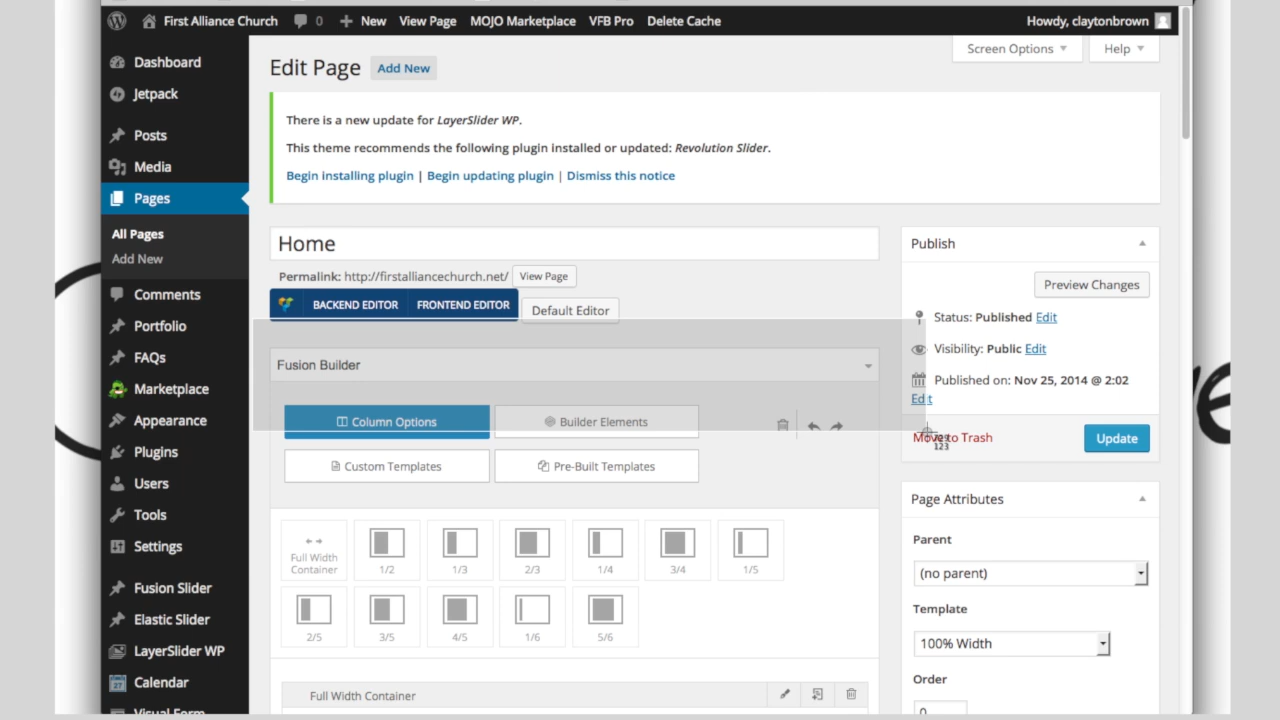 First Alliance Church 0 New View Page MOJO Marketplace VFB Pro Delete Cache Howdy, claytonbrown
Screen Options Help
Dashboard
Jetpack
Posts
Media
Pages
All Pages
Add New
Comments
Portfolio
FAQs
Marketplace
Appearance
Plugins
Users
Tools
Settings
Fusion Slider
Elastic Slider
LayerSlider WP
Calendar
Visual Form
Edit Page Add New
There is a new update for LayerSlider WP.
This theme recommends the following plugin installed or updated: Revolution Slider.
Begin installing plugin | Begin updating plugin | Dismiss this notice
Home
Permalink: http://firstalliancechurch.net/ View Page
BACKEND EDITOR FRONTEND EDITOR Default Editor
Fusion Builder
Column Options Builder Elements
Custom Templates Pre-Built Templates
Full Width
Container 1/2 1/3 2/3 1/4 3/4 1/5
2/5 3/5 4/5 1/6 5/6
Full Width Container
Publish
Preview Changes
Status: Published Edit
Visibility: Public Edit
Published on: Nov 25, 2014 @ 2:02
Edit
Move to Trash Update
123
Page Attributes
Parent
(no parent)
Template
100% Width
Order
0